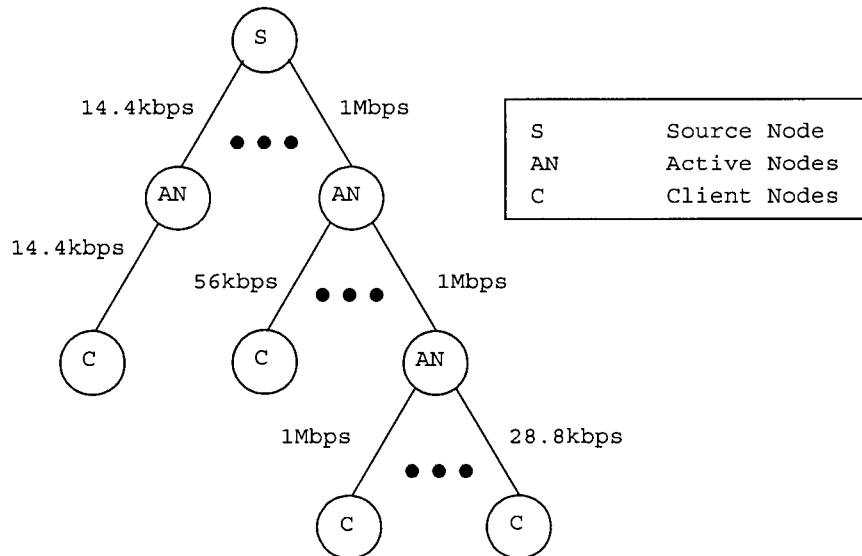 S
14.4kbps
1Mbps
S Source Node
AN Active Nodes
C Client Nodes
AN
AN
14.4kbps
56kbps
1Mbps
C
C
AN
1Mbps
28.8kbps
C
C